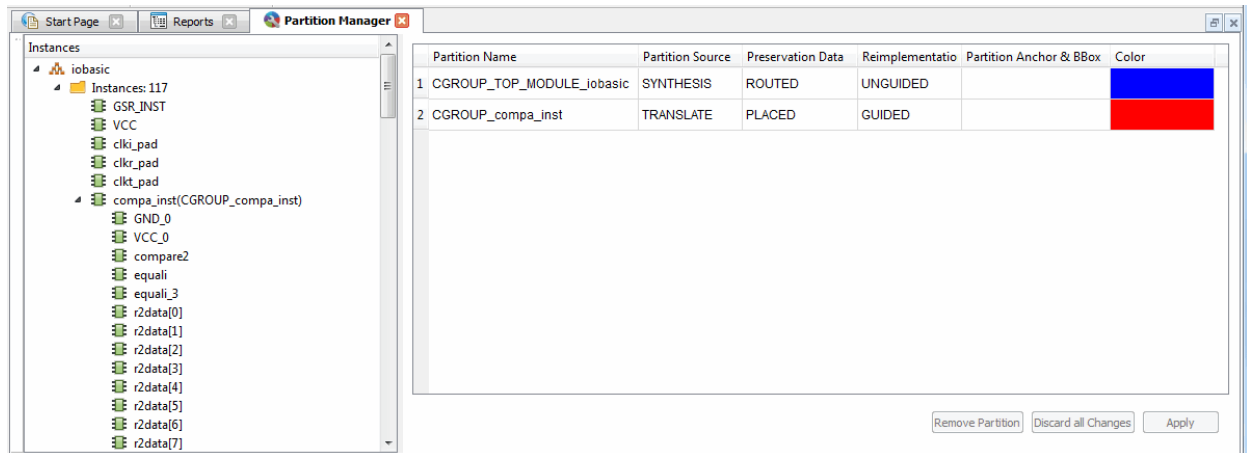 Start Page Reports Partition Manager
Instances
iobasic
Instances: 117
GSR_INST
VCC
clki_pad
clkr_pad
clkt_pad
compa_inst(CGROUP_compa_inst)
GND_0
VCC_0
compare2
equali
equali_3
r2data[0]
r2data[1]
r2data[2]
r2data[3]
r2data[4]
r2data[5]
r2data[6]
r2data[7]
Partition Name Partition Source Preservation Data Reimplementatio Partition Anchor & BBox Color
1 CGROUP_TOP_MODULE_iobasic SYNTHESIS ROUTED UNGUIDED
2 CGROUP_compa_inst TRANSLATE PLACED GUIDED
Remove Partition Discard all Changes Apply